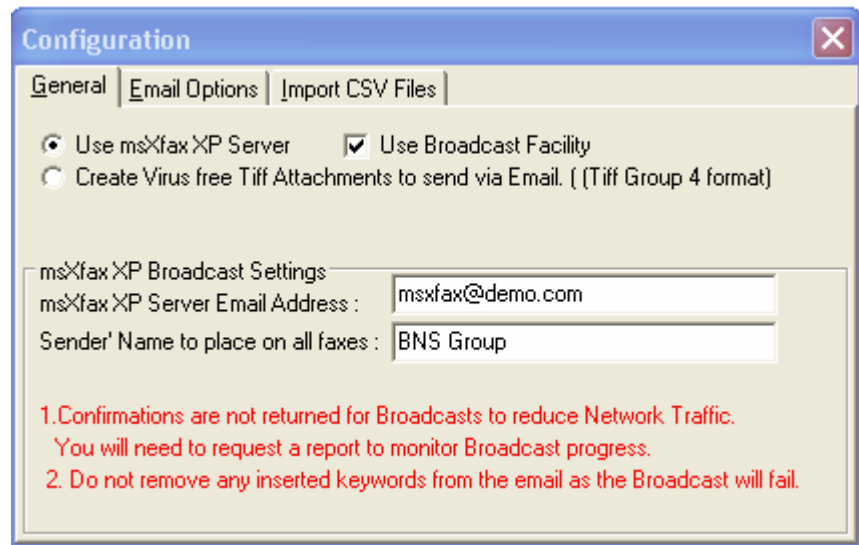 Configuration
General Email Options Import CSV Files
Use msXfax XP Server Use Broadcast Facility
Create Virus free Tiff Attachments to send via Email. ( (Tiff Group 4 format)
msXfax XP Broadcast Settings
msXfax XP Server Email Address : msxfax@demo.com
Sender' Name to place on all faxes : BNS Group
1.Confirmations are not returned for Broadcasts to reduce Network Traffic.
You will need to request a report to monitor Broadcast progress.
2. Do not remove any inserted keywords from the email as the Broadcast will fail.